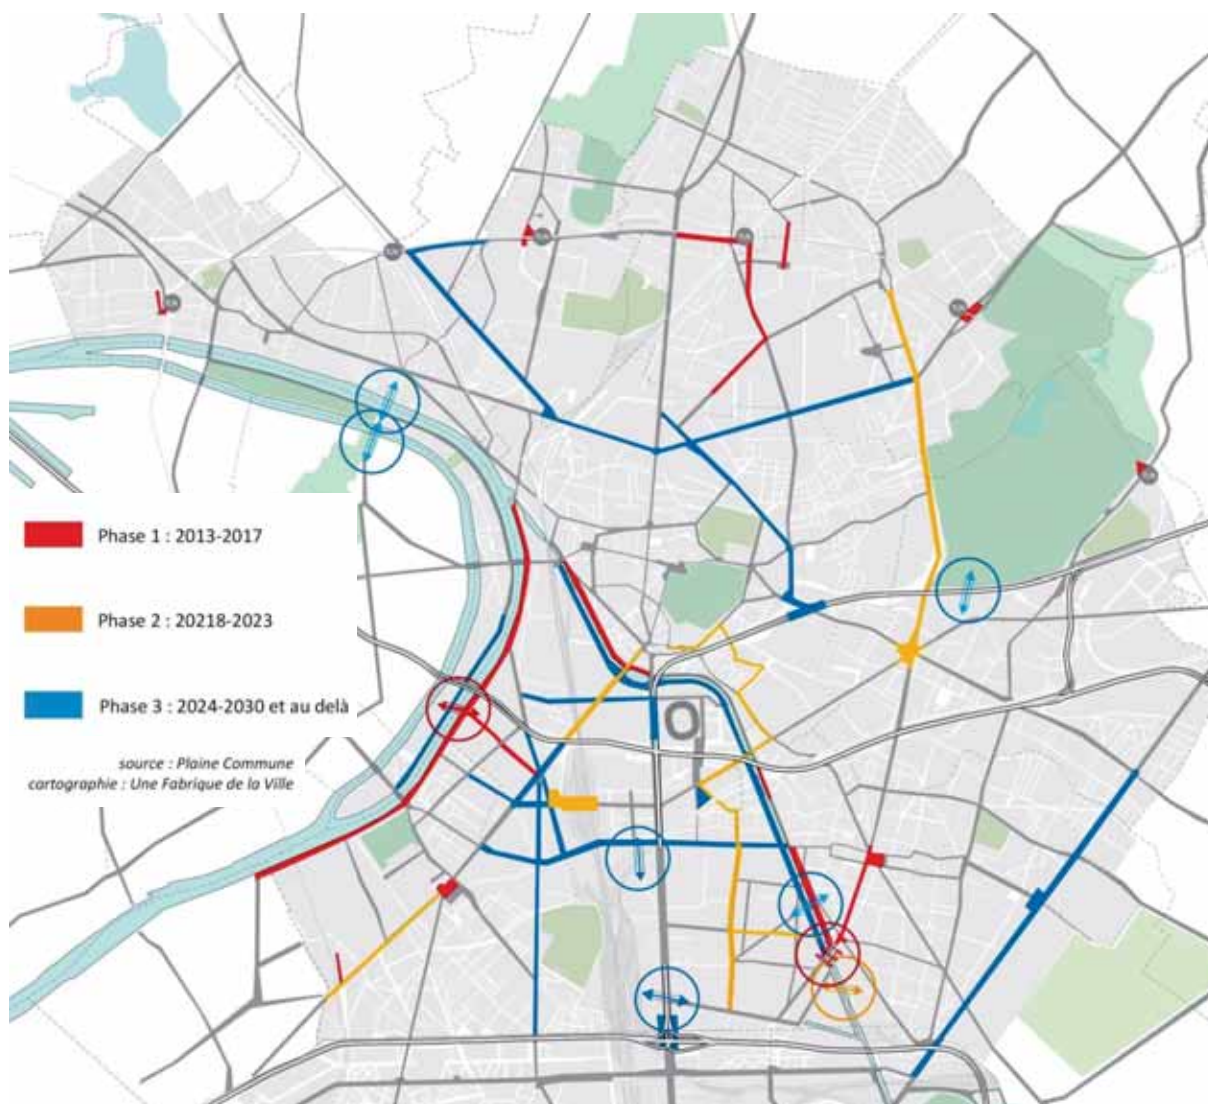 Phase 1 : 2013-2017
Phase 2 : 20218-2023
Phase 3 : 2024-2030 et au delà
source : Plaine Commune
cartographie : Une Fabrique de la Ville